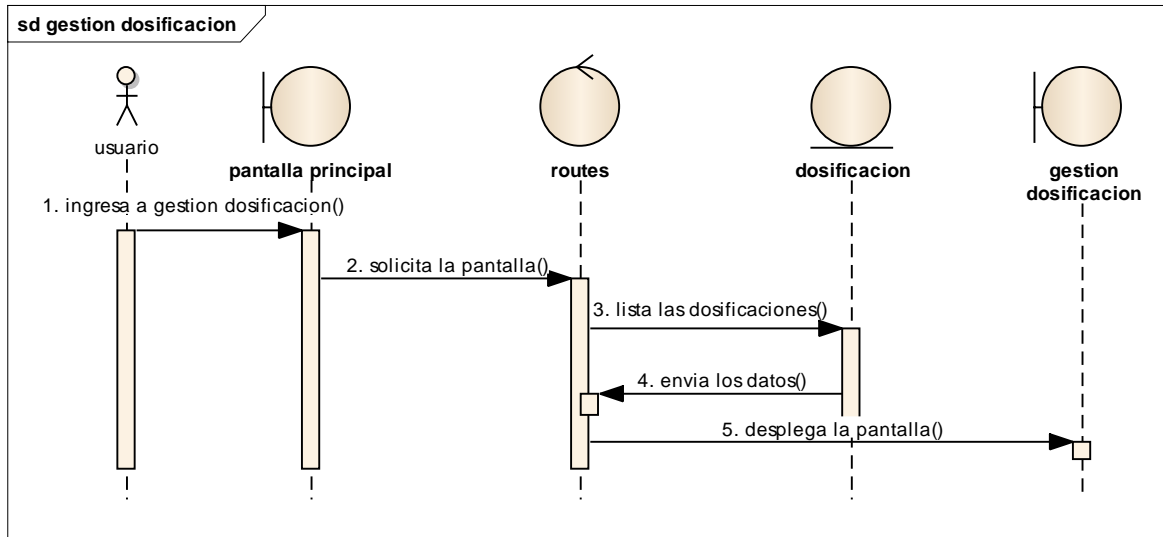 sd gestion dosificacion
usuario
pantalla principal
routes
dosificacion
gestion
dosificacion
1. ingresa a gestion dosificacion()
2. solicita la pantalla()
3. lista las dosificaciones()
4. envia los datos()
5. desplega la pantalla()